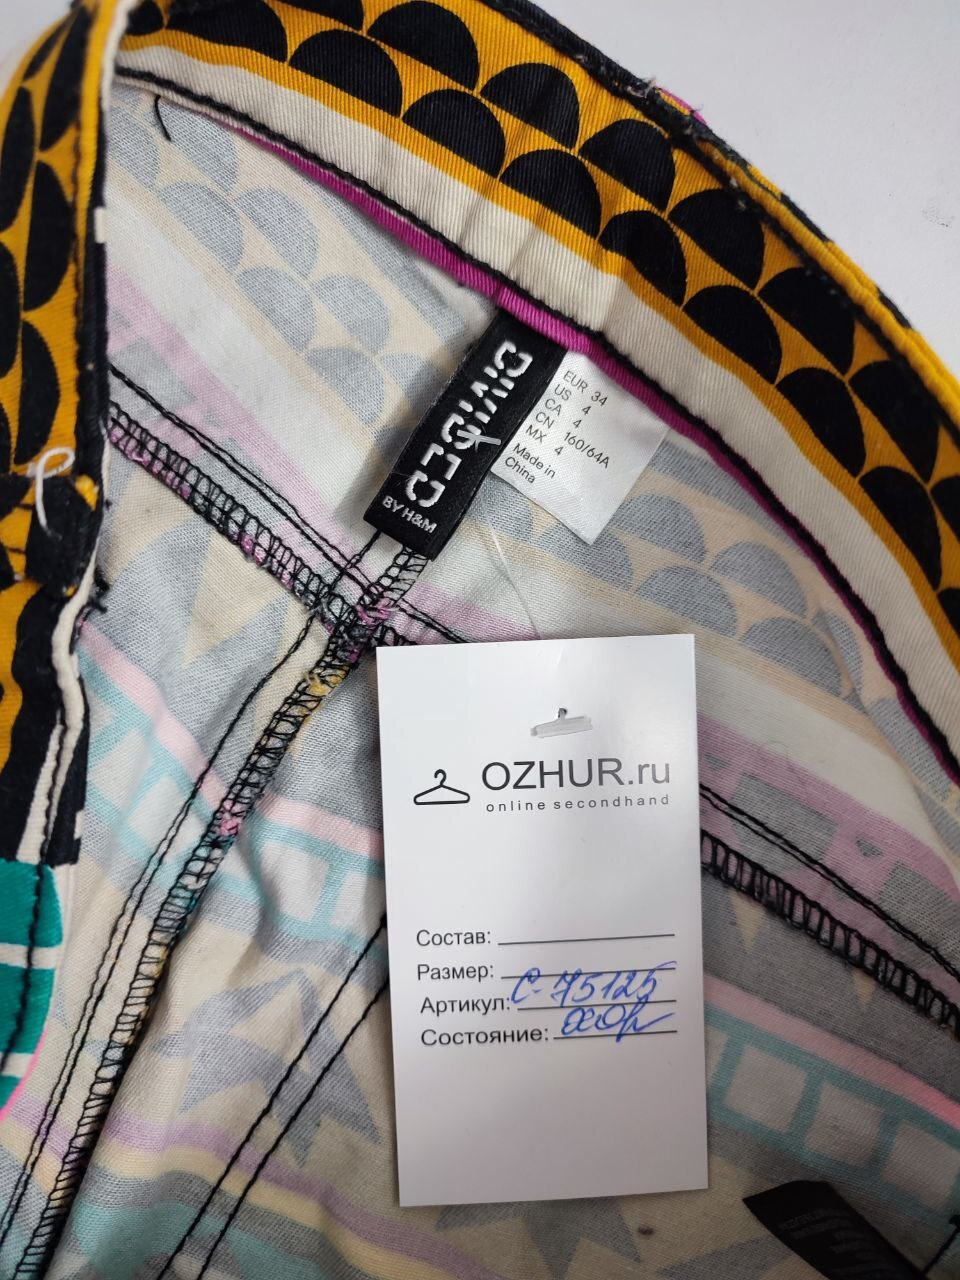 DIVIDED
BY H&M
EUR 34
US 4
CA 4
CN 160/64A
MX 4
Made in
China
OZHUR.ru
online secondhand
Состав:
Размер:
Артикул: С-75125
Состояние: хор